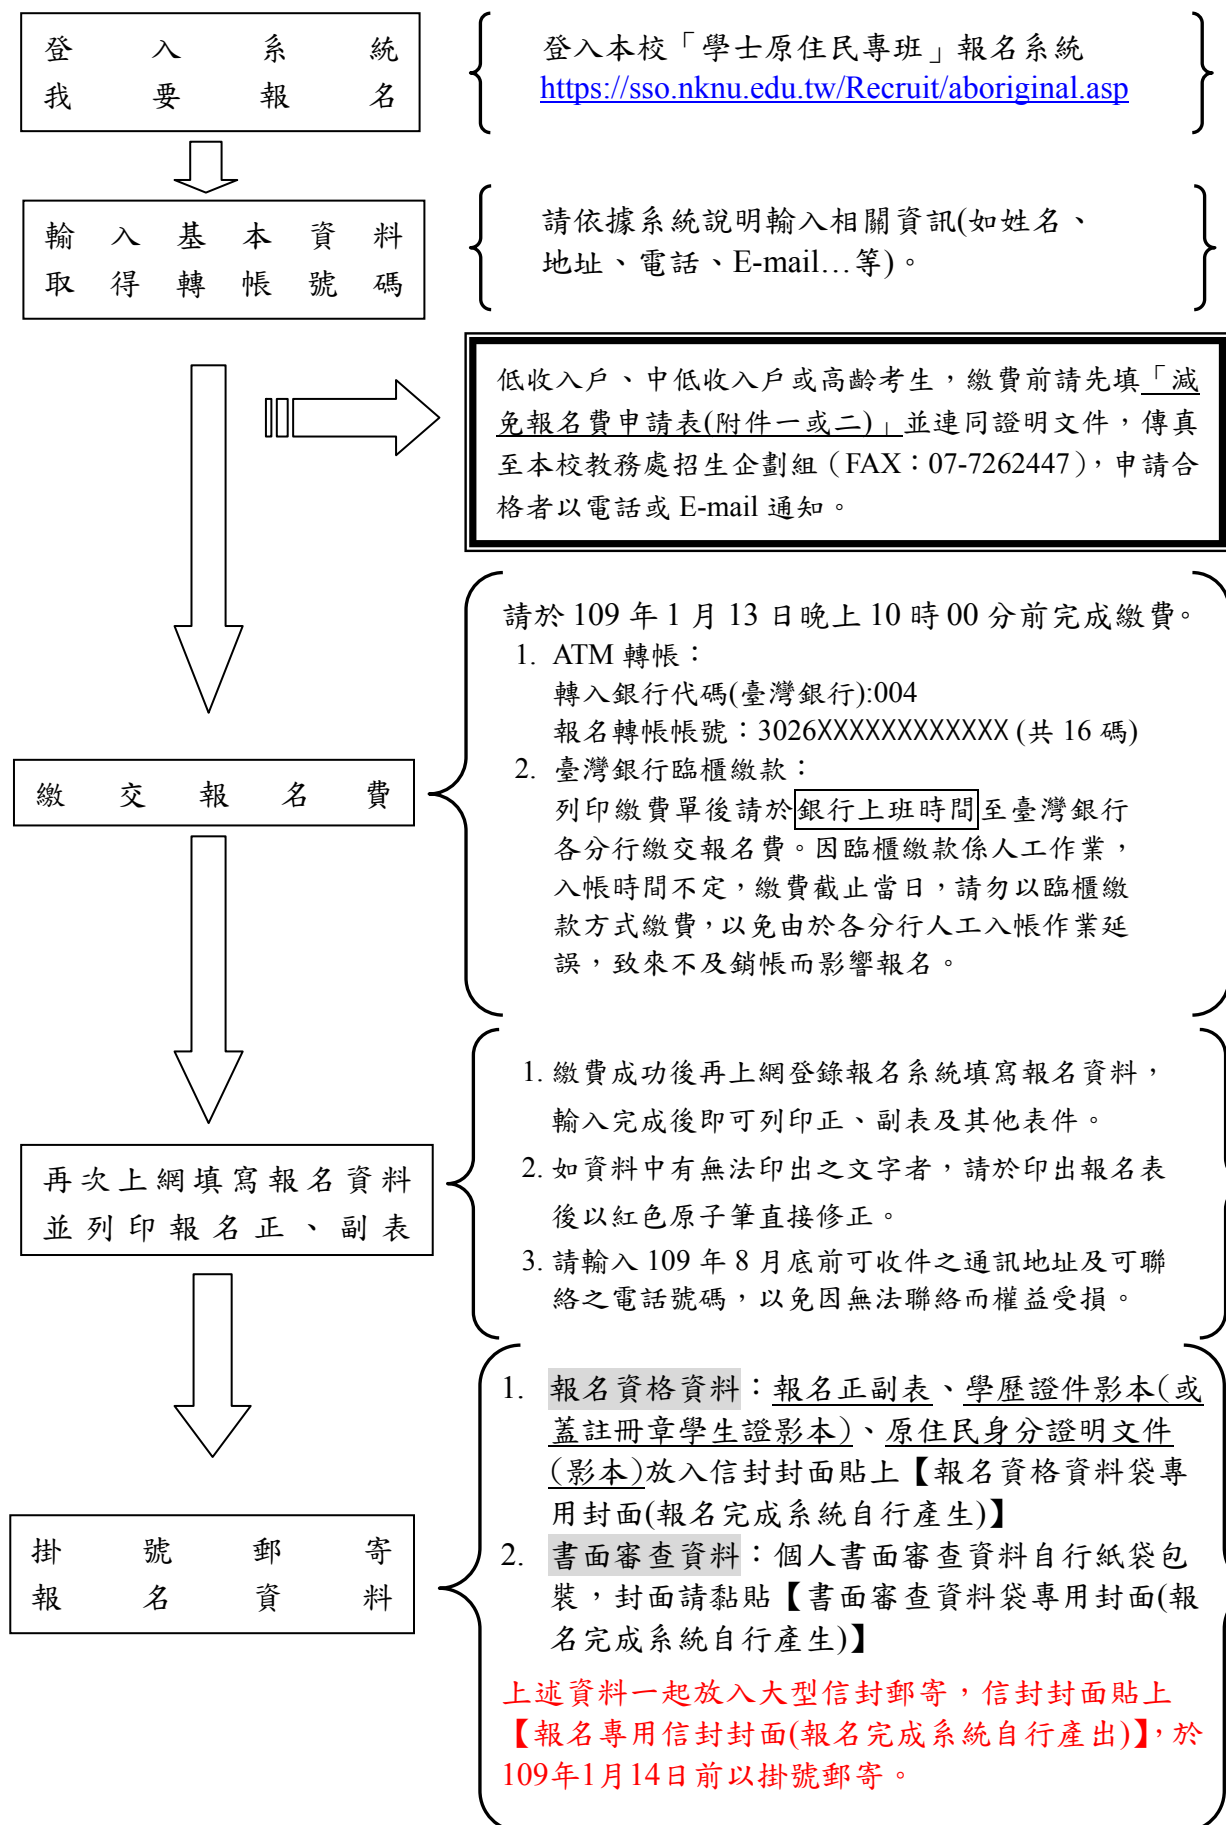 登入系統
我要報名
登入本校「學士原住民專班」報名系統
https://sso.nknu.edu.tw/Recruit/aboriginal.asp
輸入基本資料
取得轉帳號碼
請依據系統說明輸入相關資訊(如姓名、
地址、電話、E-mail…等)。
低收入戶、中低收入戶或高齡考生，繳費前請先填「減
免報名費申請表(附件一或二)」並連同證明文件，傳真
至本校教務處招生企劃組（FAX：07-7262447），申請合
格者以電話或 E-mail 通知。
繳交報名費
請於 109 年 1 月 13 日晚上 10 時 00 分前完成繳費。
1. ATM 轉帳：
轉入銀行代碼(臺灣銀行):004
報名轉帳帳號：3026XXXXXXXXXXXX (共 16 碼)
2. 臺灣銀行臨櫃繳款：
列印繳費單後請於銀行上班時間至臺灣銀行
各分行繳交報名費。因臨櫃繳款係人工作業，
入帳時間不定，繳費截止當日，請勿以臨櫃繳
款方式繳費，以免由於各分行人工入帳作業延
誤，致來不及銷帳而影響報名。
再次上網填寫報名資料
並列印報名正、副表
1. 繳費成功後再上網登錄報名系統填寫報名資料，
輸入完成後即可列印正、副表及其他表件。
2. 如資料中有無法印出之文字者，請於印出報名表
後以紅色原子筆直接修正。
3. 請輸入 109 年 8 月底前可收件之通訊地址及可聯
絡之電話號碼，以免因無法聯絡而權益受損。
掛號郵寄
報名資料
1. 報名資格資料：報名正副表、學歷證件影本(或
蓋註冊章學生證影本)、原住民身分證明文件
(影本)放入信封封面貼上【報名資格資料袋專
用封面(報名完成系統自行產生)】
2. 書面審查資料：個人書面審查資料自行紙袋包
裝，封面請黏貼【書面審查資料袋專用封面(報
名完成系統自行產生)】
上述資料一起放入大型信封郵寄，信封封面貼上
【報名專用信封封面(報名完成系統自行產出)】，於
109年1月14日前以掛號郵寄。